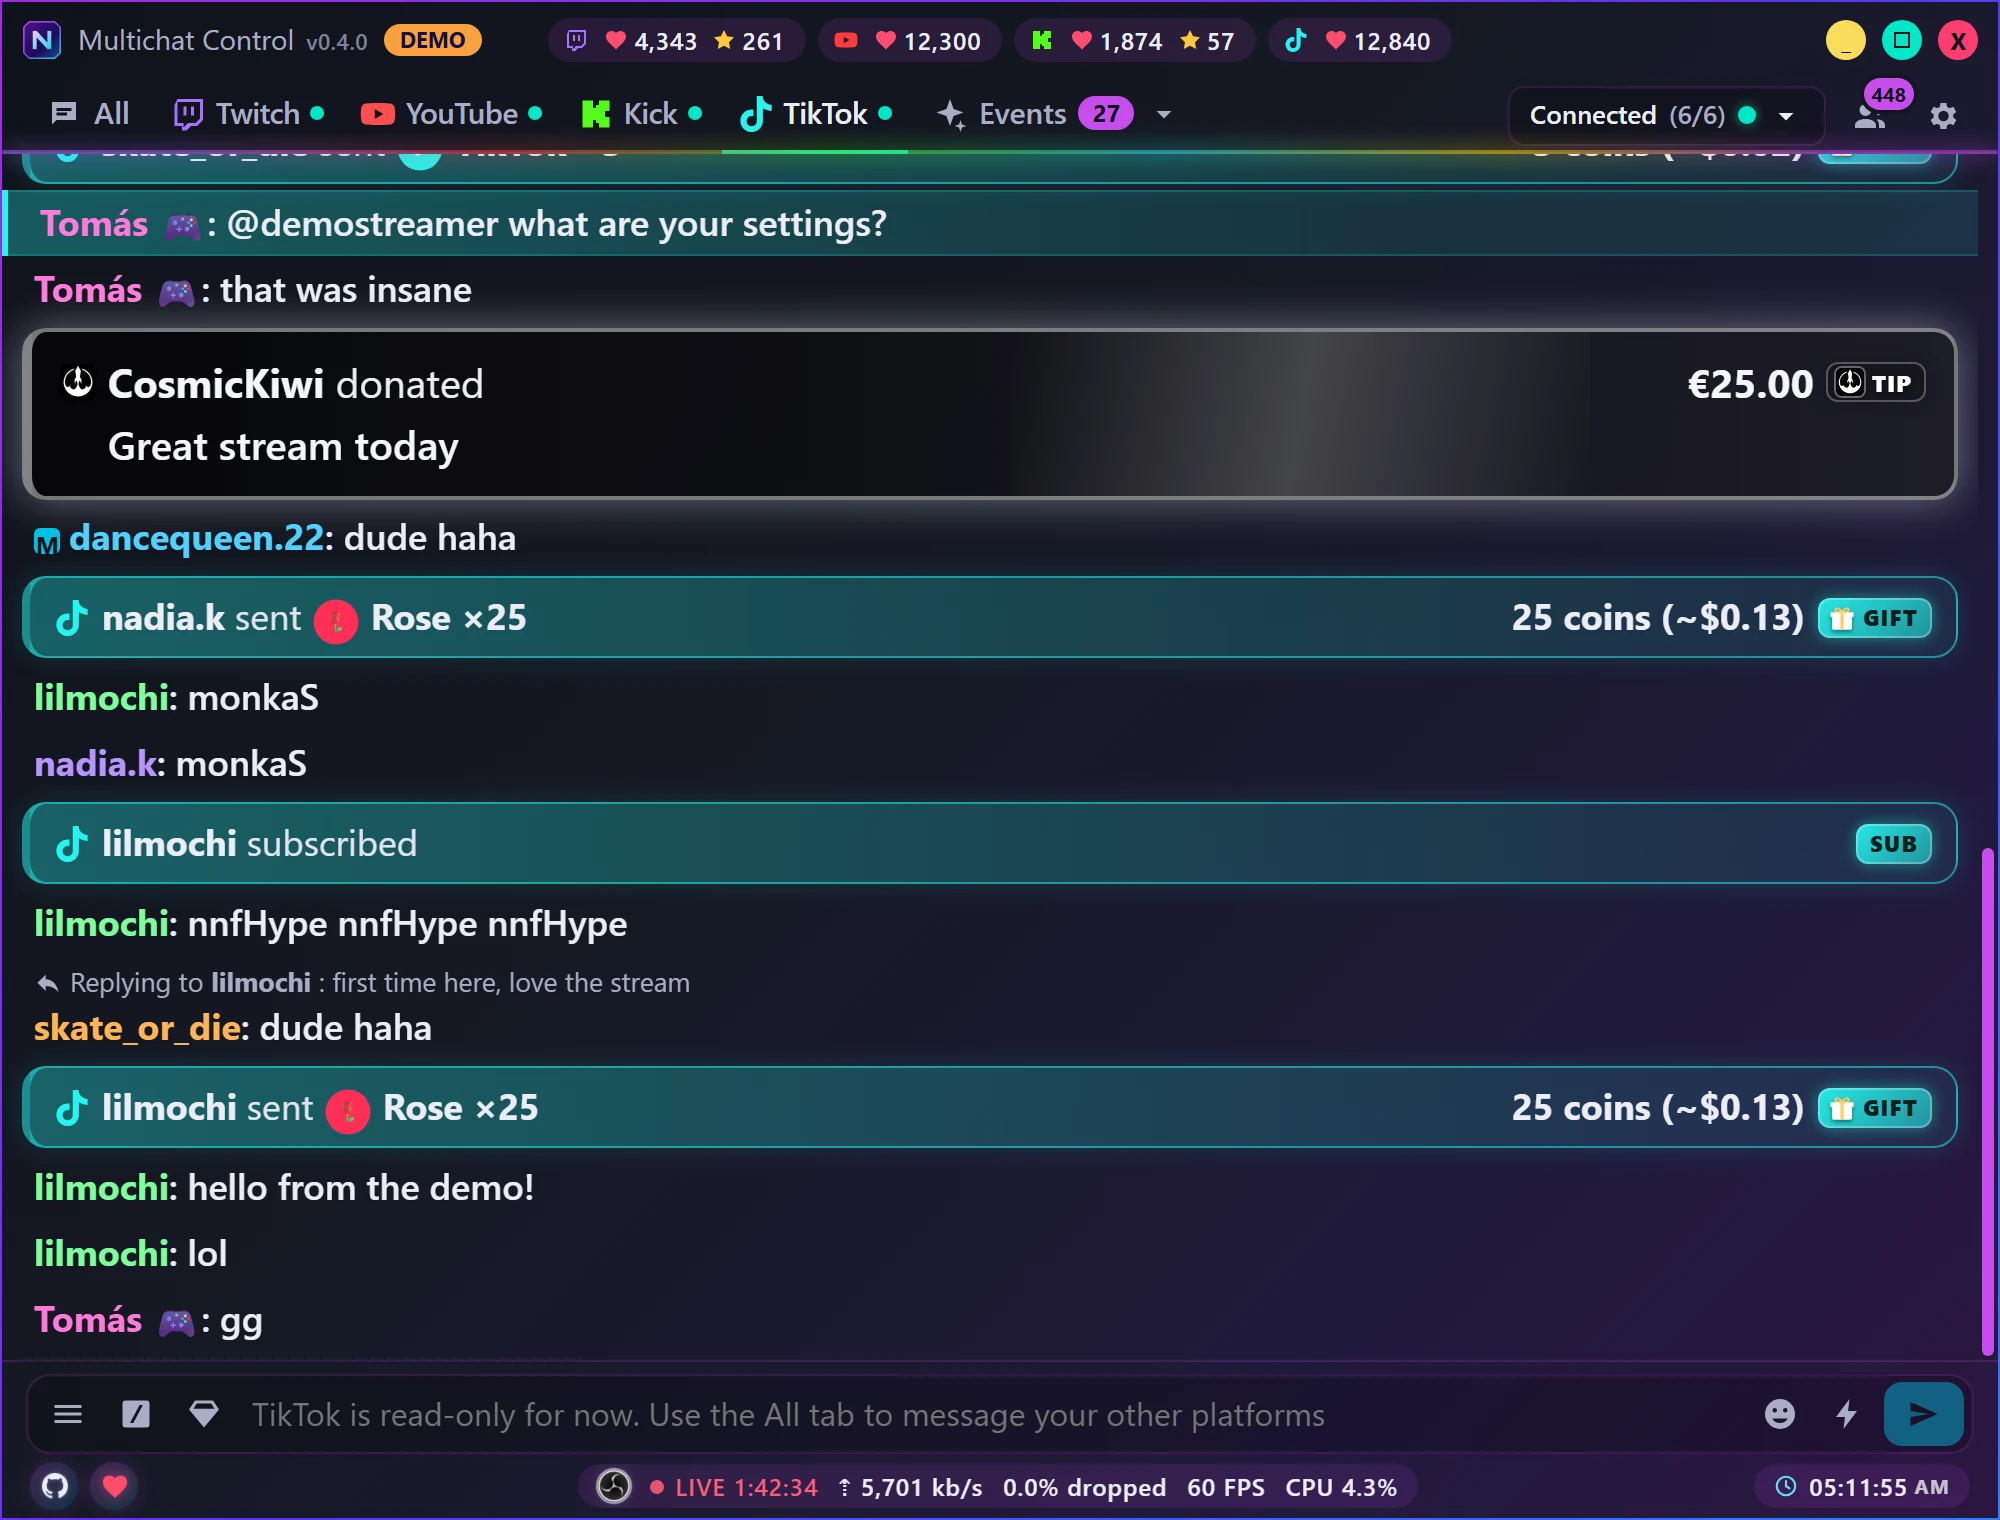 N Multichat Control v0.4.0 DEMO 4,343 261 12,300 1,874 57 12,840 _ X
All Twitch YouTube Kick TikTok Events 27 Connected (6/6) 448
Tomás : @demostreamer what are your settings?
Tomás : that was insane
CosmicKiwi donated €25.00 TIP
Great stream today
M dancequeen.22: dude haha
nadia.k sent Rose ×25 25 coins (~$0.13) GIFT
lilmochi: monkaS
nadia.k: monkaS
lilmochi subscribed SUB
lilmochi: nnfHype nnfHype nnfHype
Replying to lilmochi : first time here, love the stream
skate_or_die: dude haha
lilmochi sent Rose ×25 25 coins (~$0.13) GIFT
lilmochi: hello from the demo!
lilmochi: lol
Tomás : gg
TikTok is read-only for now. Use the All tab to message your other platforms
LIVE 1:42:34 5,701 kb/s 0.0% dropped 60 FPS CPU 4.3% 05:11:55 AM